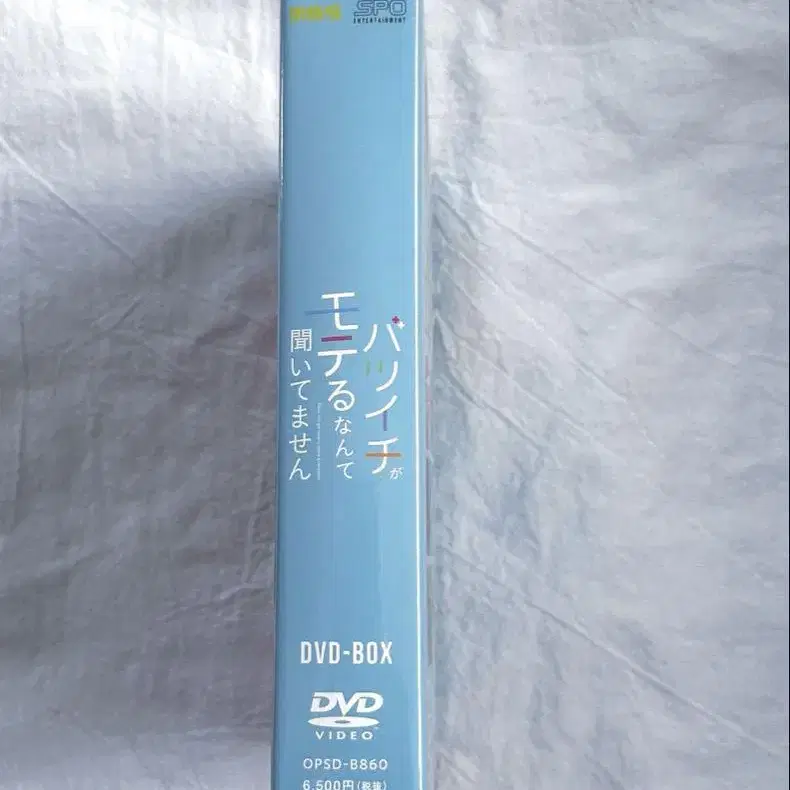 SPO
ENTERTAINMENT
バツイチが
モテるなんて
聞いてません
DVD-BOX
DVD
VIDEO
OPSD-B860
6,500円(税抜)